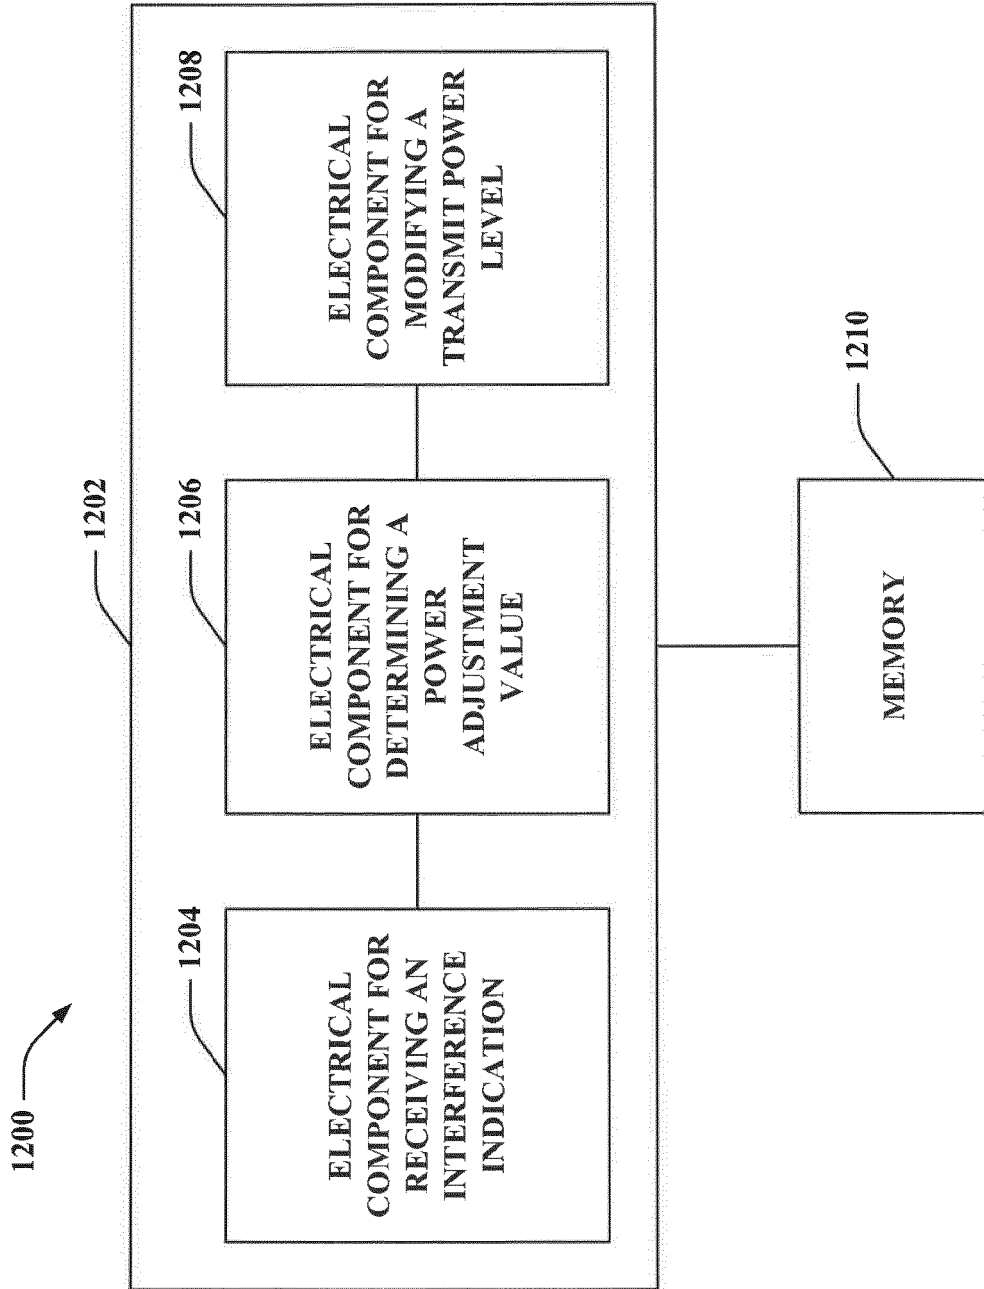 1200
1202
1204
ELECTRICAL
COMPONENT FOR
RECEIVING AN
INTERFERENCE
INDICATION
1206
ELECTRICAL
COMPONENT FOR
DETERMINING A
POWER
ADJUSTMENT
VALUE
1208
ELECTRICAL
COMPONENT FOR
MODIFYING A
TRANSMIT POWER
LEVEL
1210
MEMORY